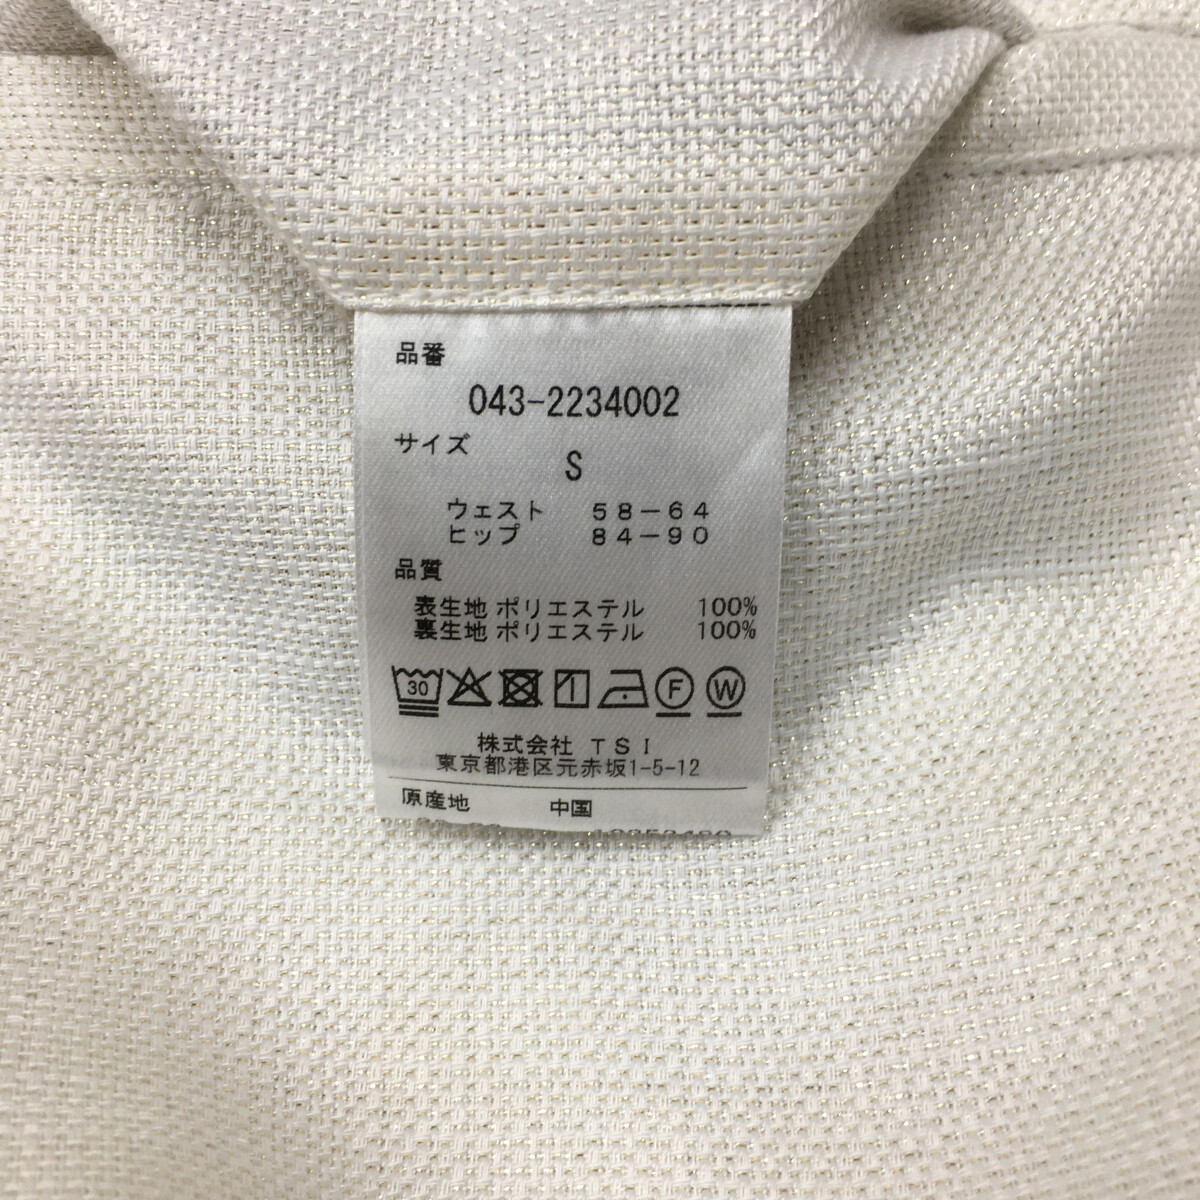 品番
043-2234002
サイズ
S
ウェスト 58-64
ヒップ 84-90
品質
表生地 ポリエステル 100%
裏生地 ポリエステル 100%
30 F W
株式会社 TSI
東京都港区元赤坂1-5-12
原産地 中国